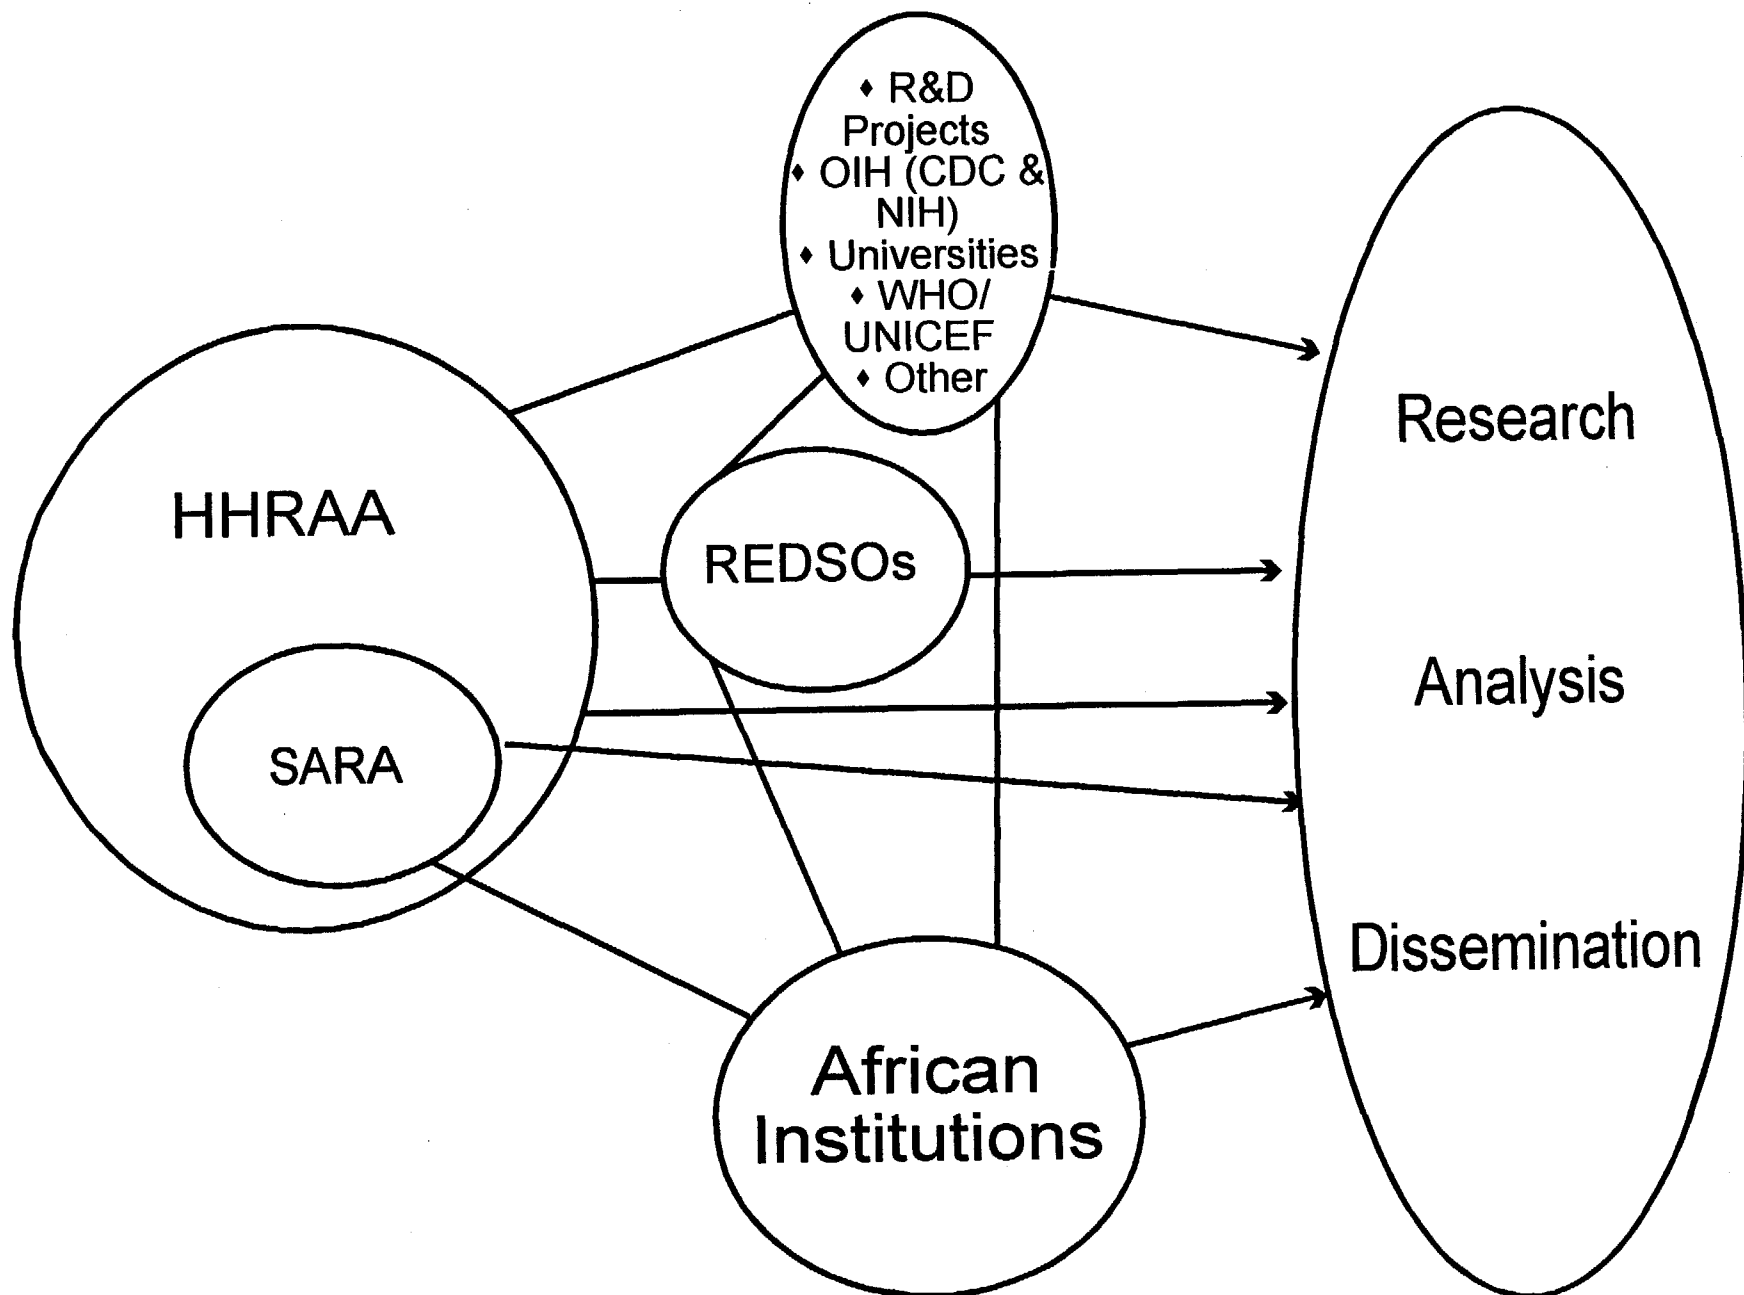 ♦ R&D
Projects
♦ OIH (CDC &
NIH)
♦ Universities
♦ WHO/
UNICEF
♦ Other
HHRAA
REDSOs
SARA
African
Institutions
Research
Analysis
Dissemination